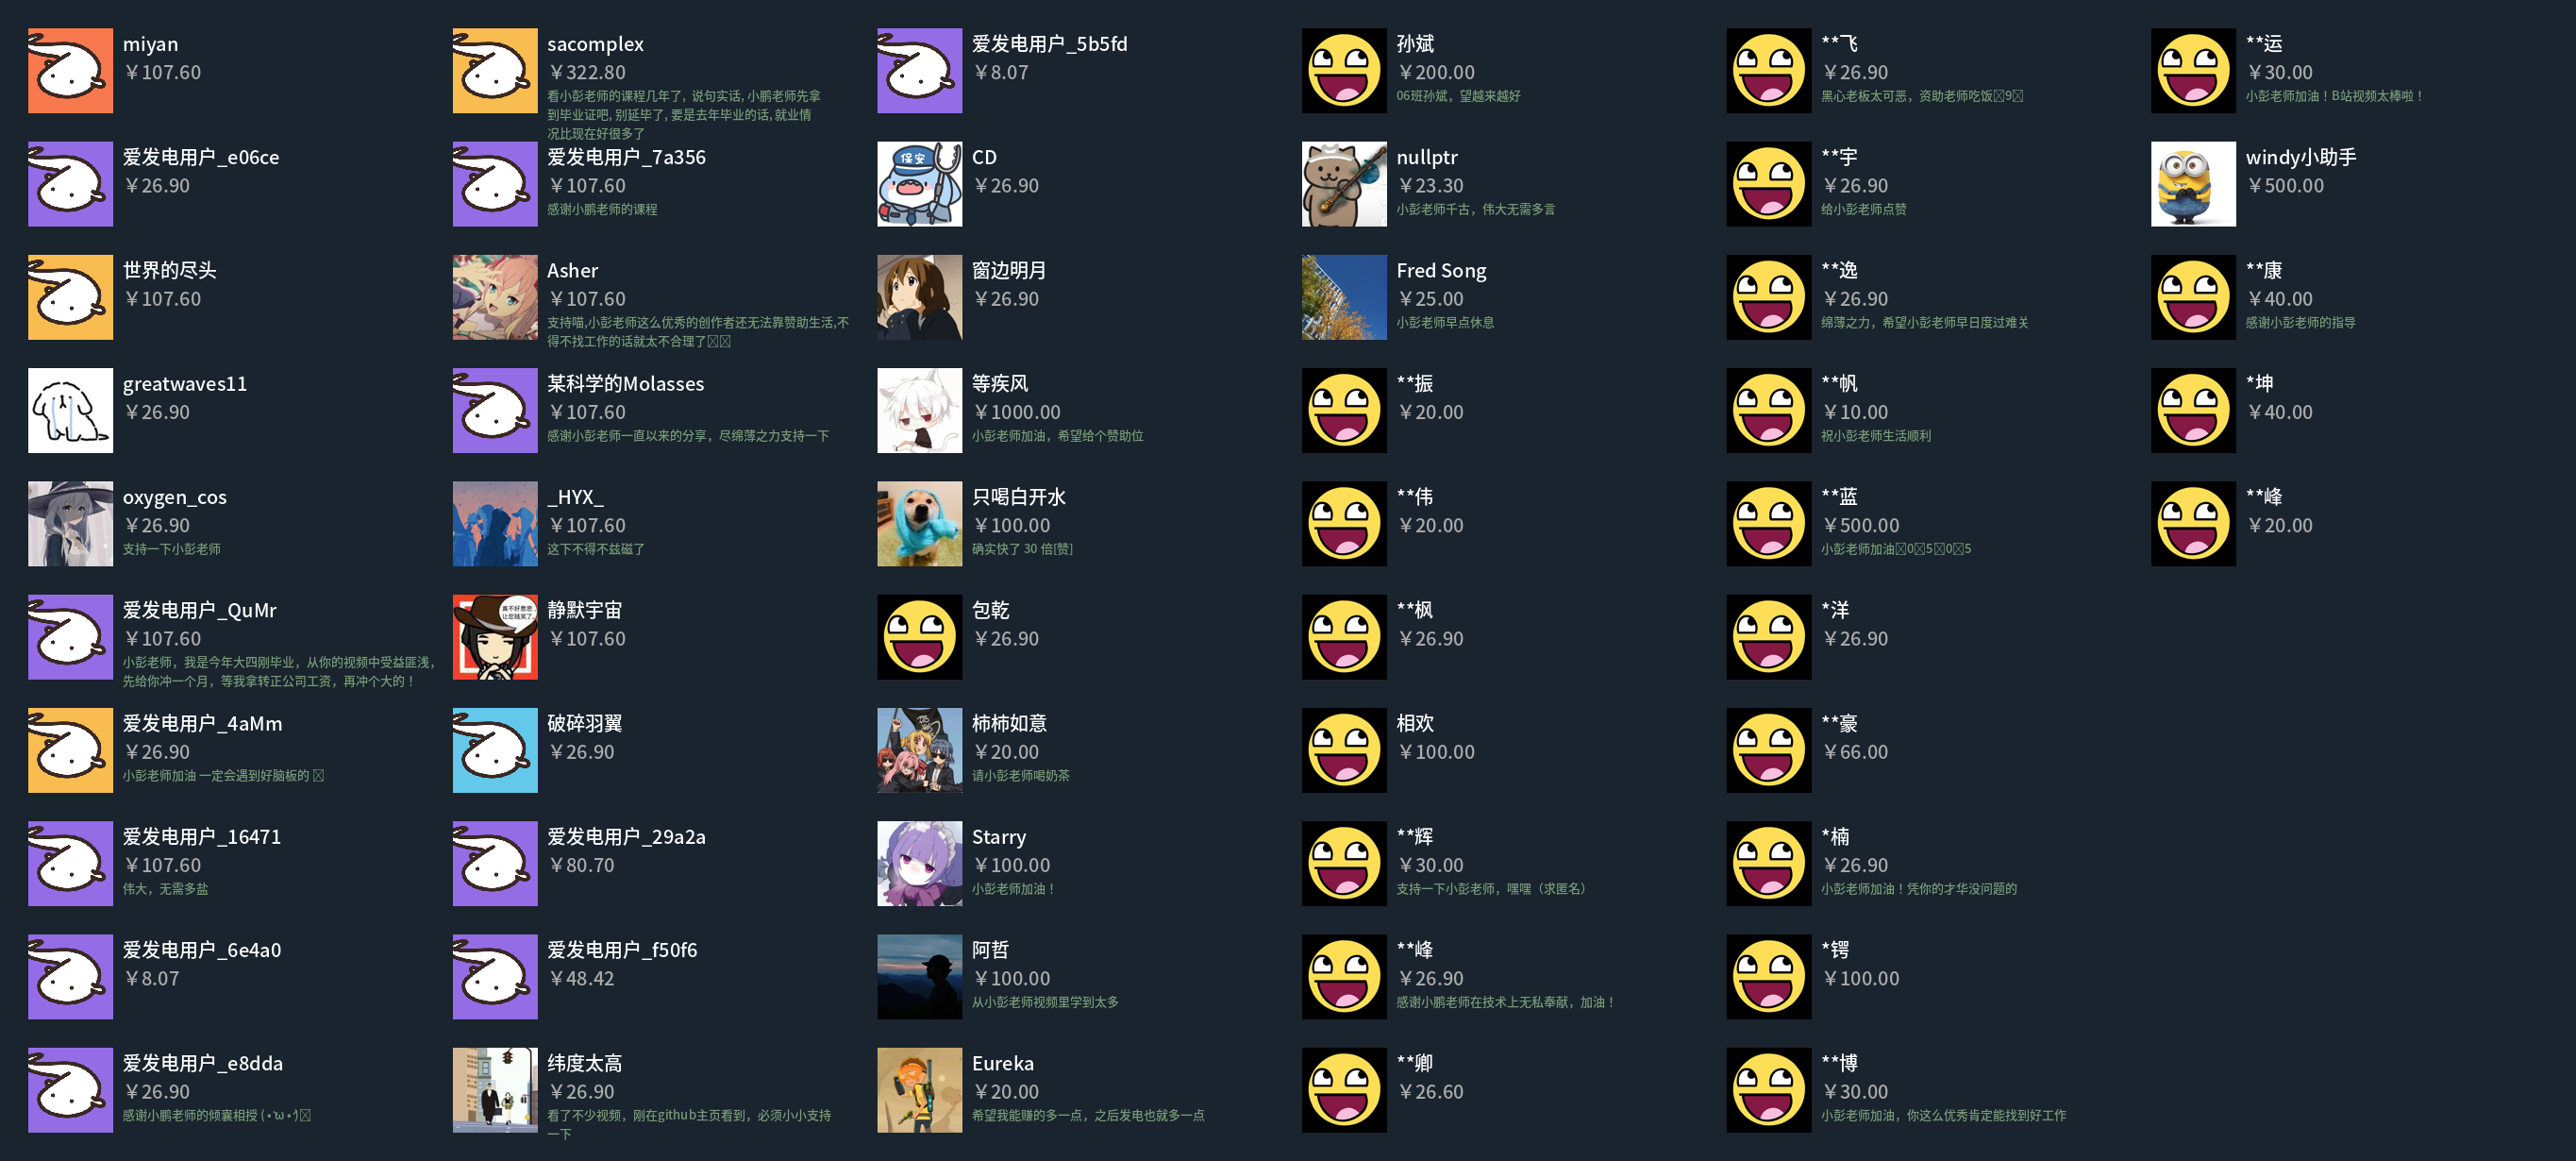 miyan
￥107.60
爱发电用户_e06ce
￥26.90
世界的尽头
￥107.60
greatwaves11
￥26.90
oxygen_cos
￥26.90
支持一下小彭老师
爱发电用户_QuMr
￥107.60
小彭老师，我是今年大四刚毕业，从你的视频中受益匪浅，
先给你冲一个月，等我拿转正公司工资，再冲个大的！
爱发电用户_4aMm
￥26.90
小彭老师加油 一定会遇到好脑板的
爱发电用户_16471
￥107.60
伟大，无需多盐
爱发电用户_6e4a0
￥8.07
爱发电用户_e8dda
￥26.90
感谢小鹏老师的倾囊相授 (•̀ω•́)
sacomplex
￥322.80
看小彭老师的课程几年了, 说句实话, 小鹏老师先拿
到毕业证吧, 别延毕了, 要是去年毕业的话, 就业情
况比现在好很多了
爱发电用户_7a356
￥107.60
感谢小鹏老师的课程
Asher
￥107.60
支持喵,小彭老师这么优秀的创作者还无法靠赞助生活,不
得不找工作的话就太不合理了
某科学的Molasses
￥107.60
感谢小彭老师一直以来的分享，尽绵薄之力支持一下
_HYX_
￥107.60
这下不得不兹磁了
真不好意思
让您贱笑了
静默宇宙
￥107.60
破碎羽翼
￥26.90
爱发电用户_29a2a
￥80.70
爱发电用户_f50f6
￥48.42
纬度太高
￥26.90
看了不少视频，刚在github主页看到，必须小小支持
一下
爱发电用户_5b5fd
￥8.07
保安
CD
￥26.90
窗边明月
￥26.90
等疾风
￥1000.00
小彭老师加油，希望给个赞助位
只喝白开水
￥100.00
确实快了 30 倍[赞]
包乾
￥26.90
柿柿如意
￥20.00
请小彭老师喝奶茶
Starry
￥100.00
小彭老师加油！
阿哲
￥100.00
从小彭老师视频里学到太多
Eureka
￥20.00
希望我能赚的多一点，之后发电也就多一点
孙斌
￥200.00
06班孙斌，望越来越好
nullptr
￥23.30
小彭老师千古，伟大无需多言
Fred Song
￥25.00
小彭老师早点休息
**振
￥20.00
**伟
￥20.00
**枫
￥26.90
相欢
￥100.00
**辉
￥30.00
支持一下小彭老师，嘿嘿（求匿名）
**峰
￥26.90
感谢小鹏老师在技术上无私奉献，加油！
**卿
￥26.60
**飞
￥26.90
黑心老板太可恶，资助老师吃饭9
**宇
￥26.90
给小彭老师点赞
**逸
￥26.90
绵薄之力，希望小彭老师早日度过难关
**帆
￥10.00
祝小彭老师生活顺利
**蓝
￥500.00
小彭老师加油0505
*洋
￥26.90
**豪
￥66.00
*楠
￥26.90
小彭老师加油！凭你的才华没问题的
*锷
￥100.00
**博
￥30.00
小彭老师加油，你这么优秀肯定能找到好工作
**运
￥30.00
小彭老师加油！B站视频太棒啦！
windy小助手
￥500.00
**康
￥40.00
感谢小彭老师的指导
*坤
￥40.00
**峰
￥20.00